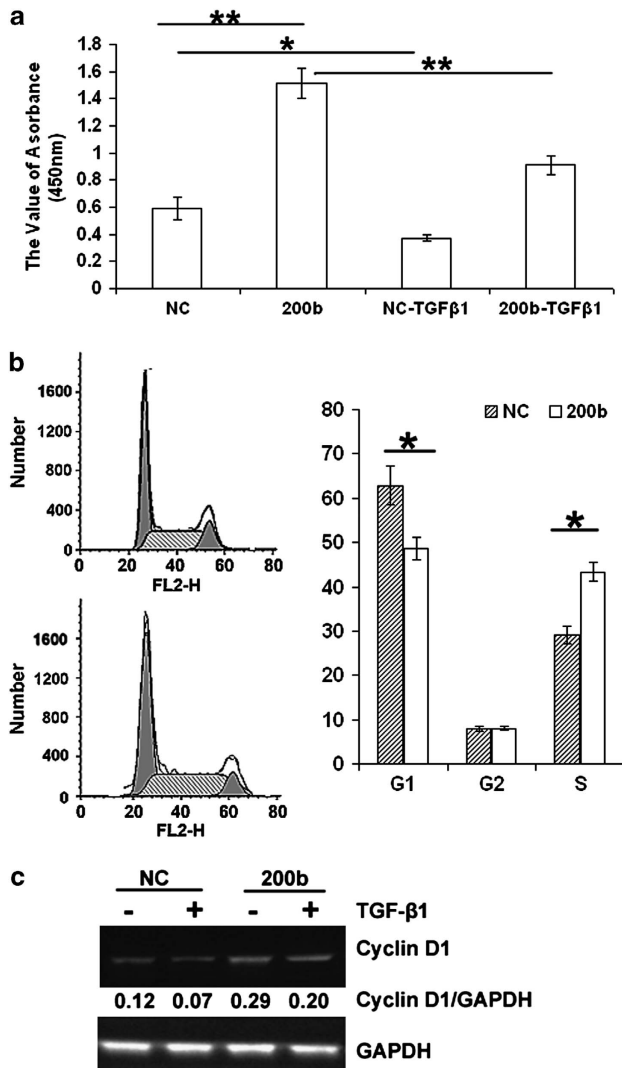 a
** * **
The Value of A sorbance
(450nm)
1.8
1.6
1.4
1.2
1
0.8
0.6
0.4
0.2
0
NC 200b NC-TGFβ1 200b-TGFβ1
b
Number
1600
1200
800
400
0
0 20 40 60 80
FL2-H
Number
1600
1200
800
400
0
0 20 40 60 80
FL2-H
NC 200b
80
70
60
50
40
30
20
10
0
* *
G1 G2 S
c
NC 200b
- + - + TGF-β1
Cyclin D1
0.12 0.07 0.29 0.20 Cyclin D1/GAPDH
GAPDH